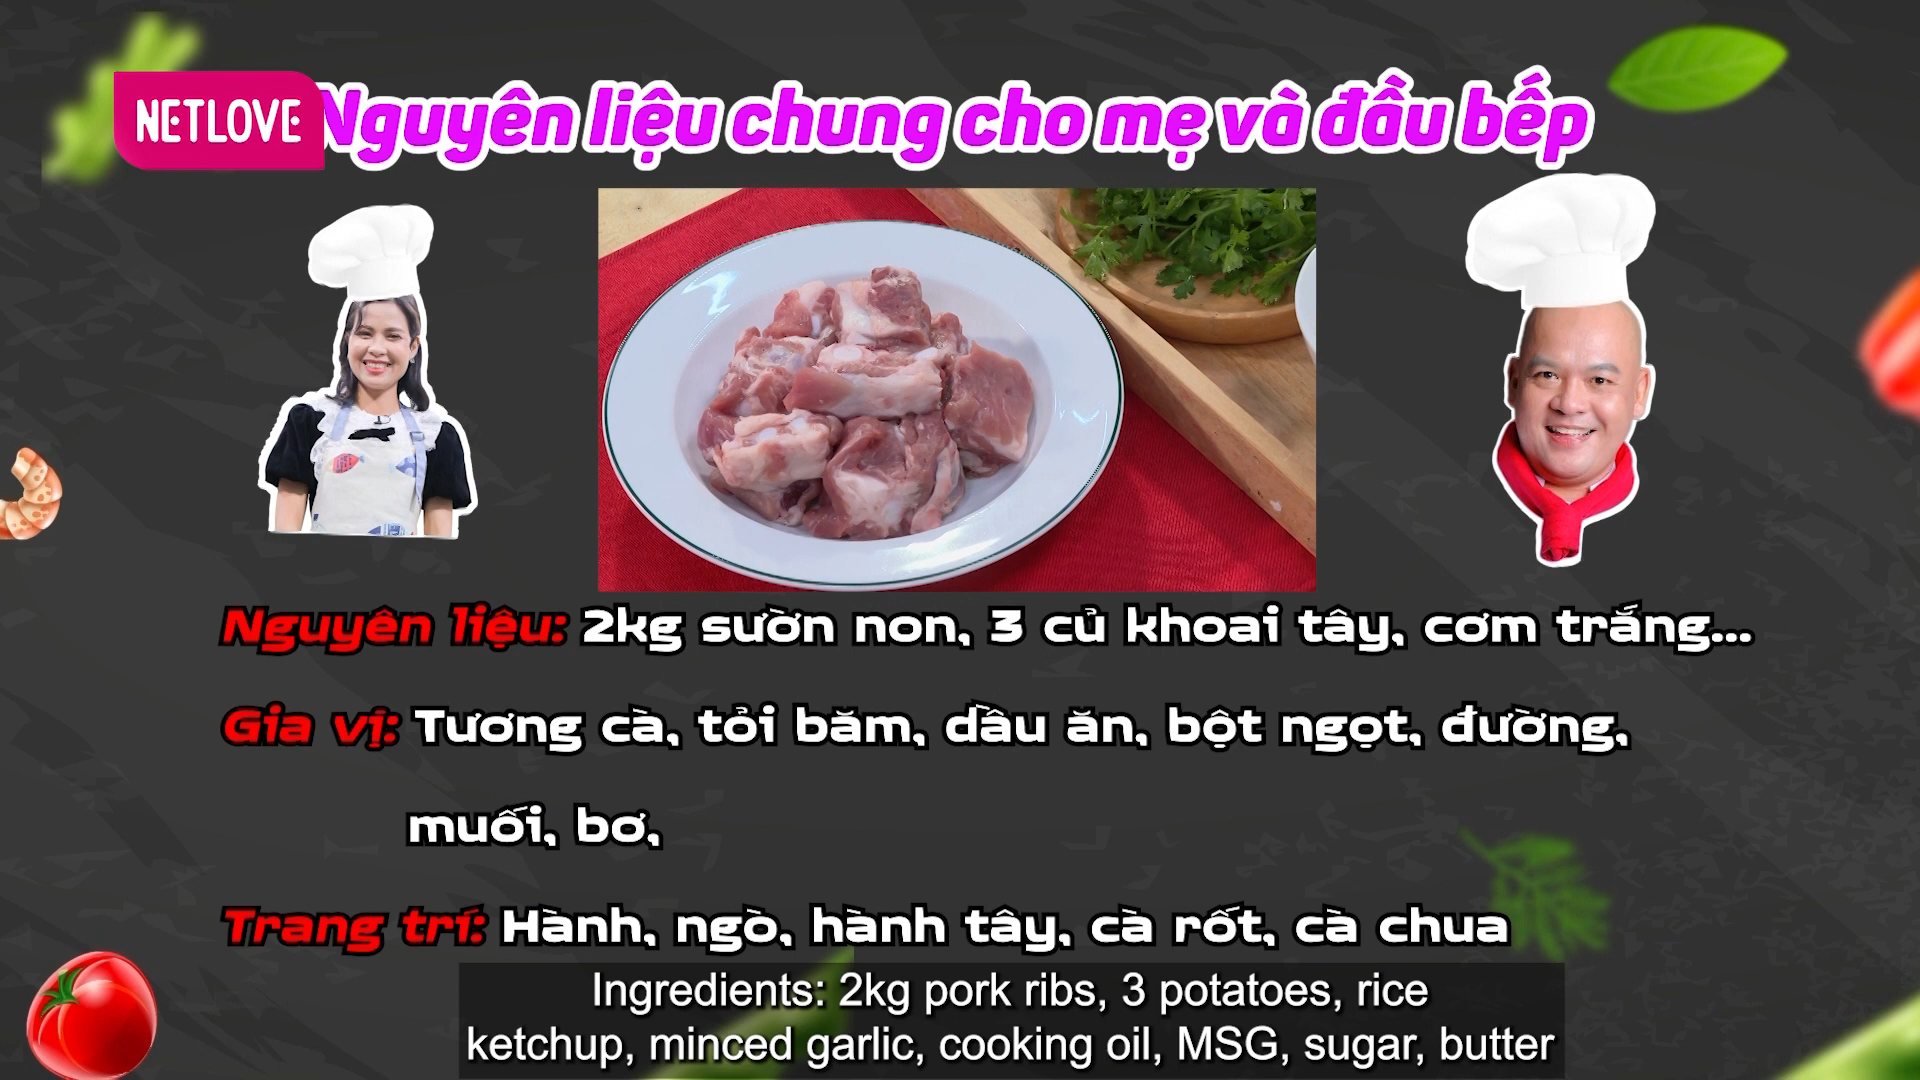 NETLOVE
Nguyên liệu chung cho mẹ và đầu bếp
Nguyên liệu: 2kg sườn non, 3 củ khoai tây, cơm trắng...
Gia vị: Tương cà, tỏi băm, dầu ăn, bột ngọt, đường,
muối, bơ,
Trang trí: Hành, ngò, hành tây, cà rốt, cà chua
Ingredients: 2kg pork ribs, 3 potatoes, rice
ketchup, minced garlic, cooking oil, MSG, sugar, butter